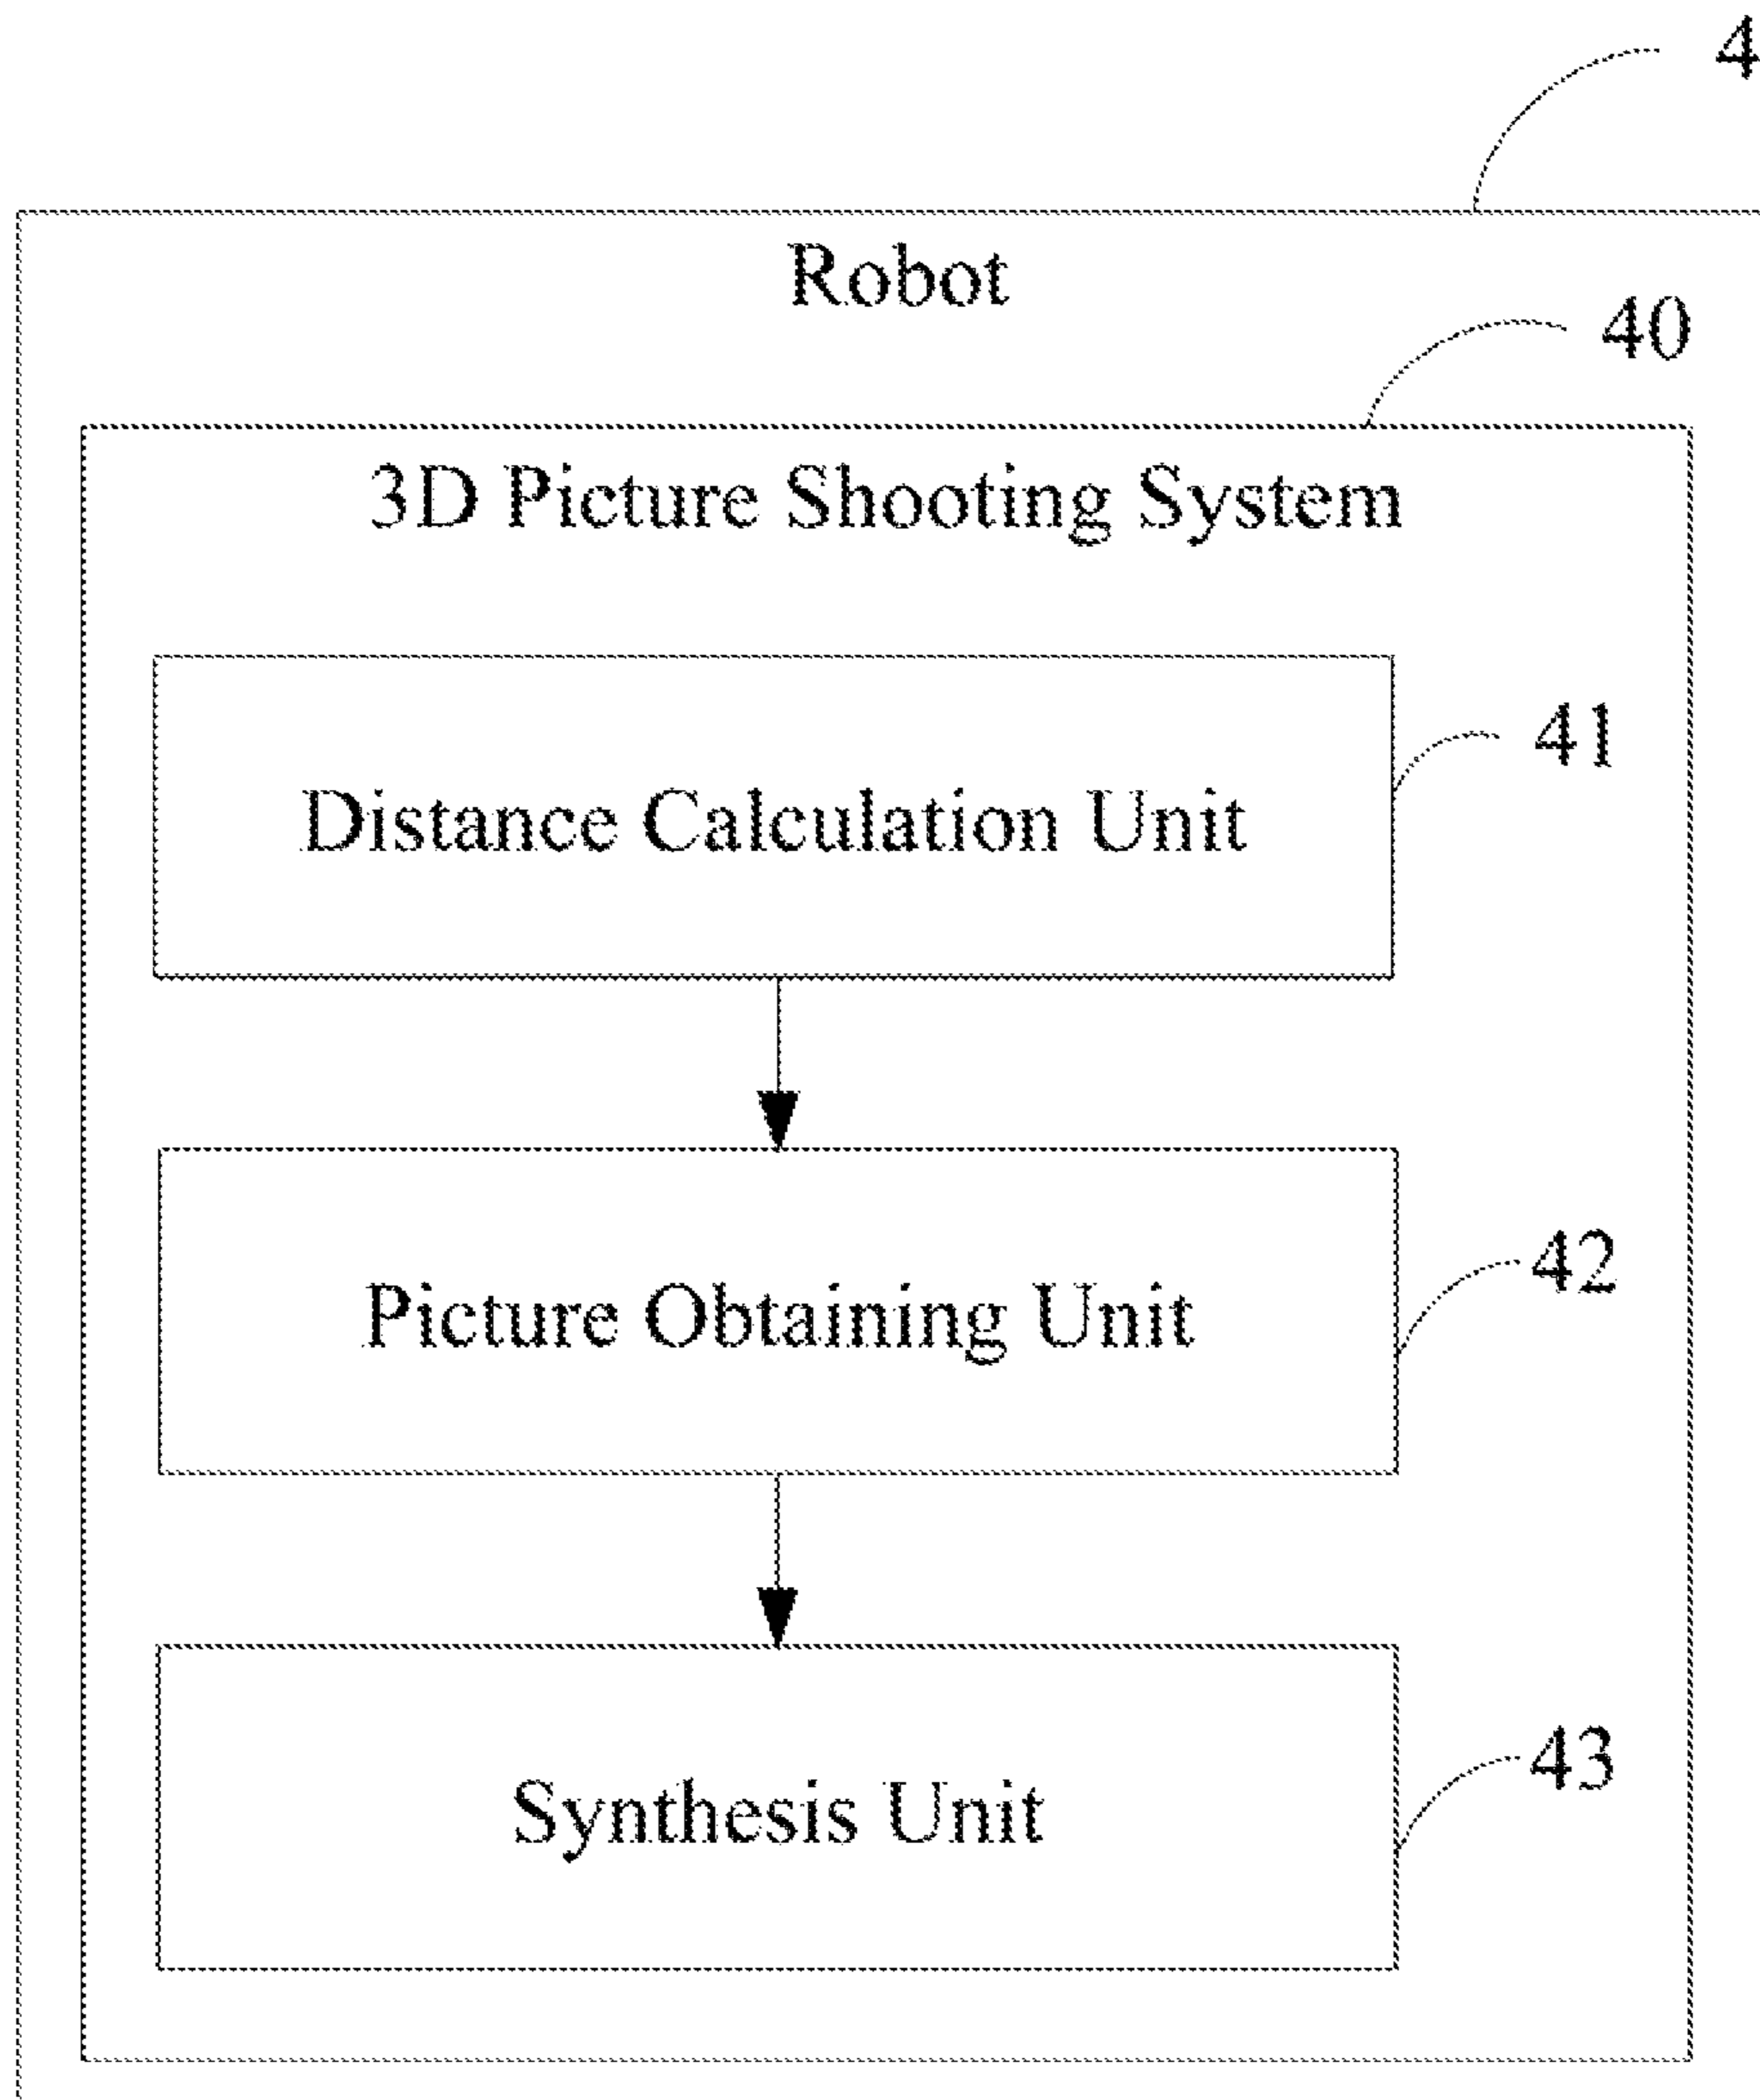 4
Robot
40
3D Picture Shooting System
41
Distance Calculation Unit
42
Picture Obtaining Unit
43
Synthesis Unit